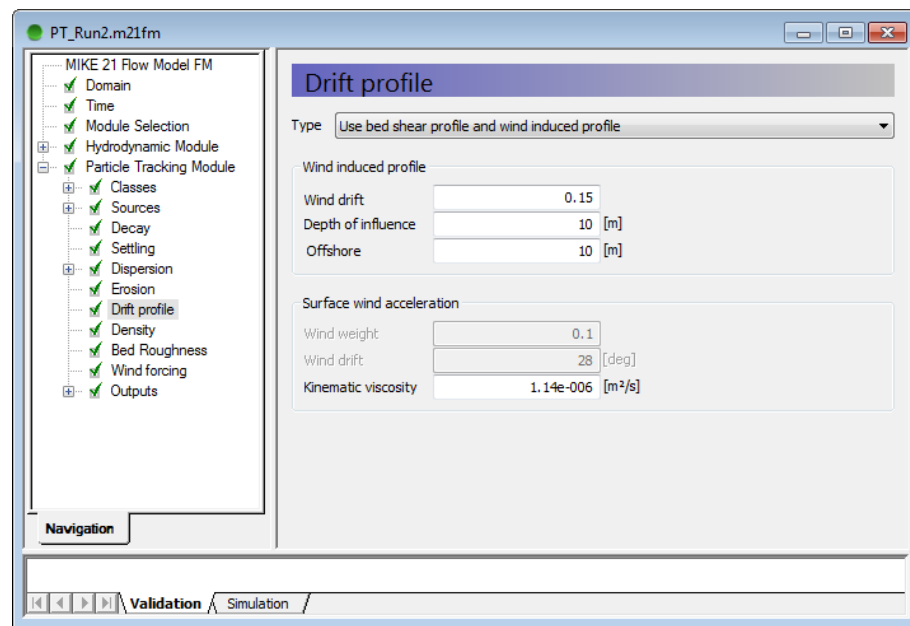 PT_Run2.m21fm
MIKE 21 Flow Model FM
Domain
Time
Module Selection
Hydrodynamic Module
Particle Tracking Module
Classes
Sources
Decay
Settling
Dispersion
Erosion
Drift profile
Density
Bed Roughness
Wind forcing
Outputs
Navigation
Drift profile
Type Use bed shear profile and wind induced profile
Wind induced profile
Wind drift 0.15
Depth of influence 10 [m]
Offshore 10 [m]
Surface wind acceleration
Wind weight 0.1
Wind drift 28 [deg]
Kinematic viscosity 1.14e-006 [m²/s]
Validation Simulation